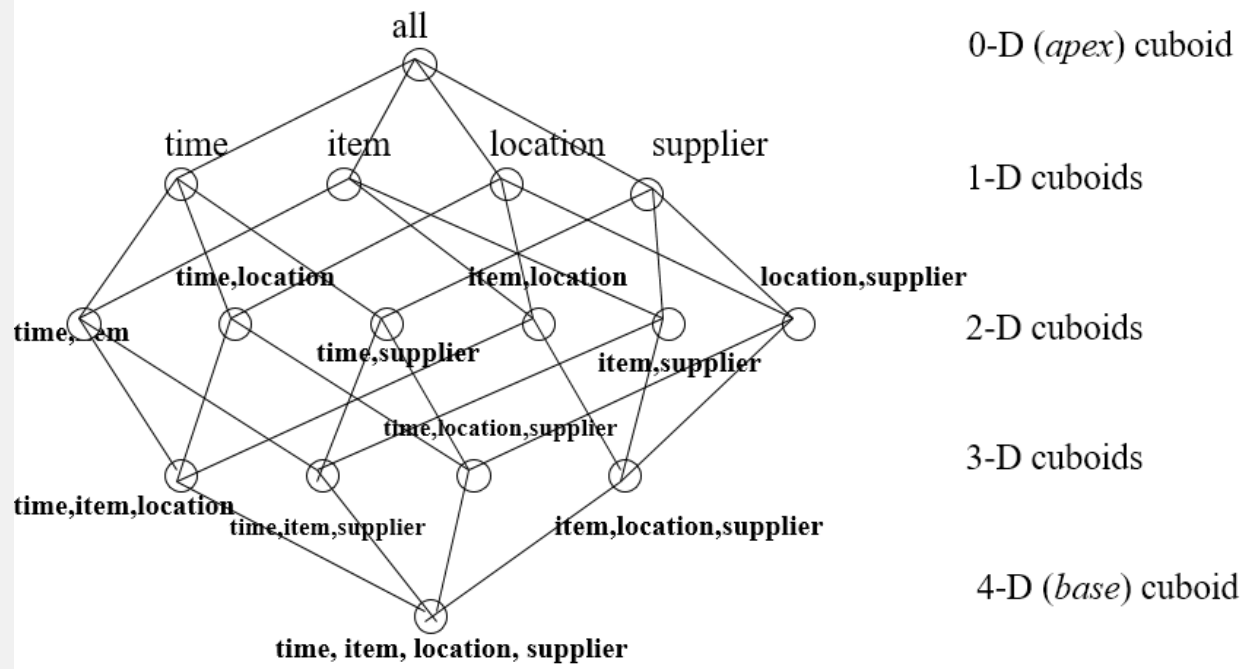 all
0-D (apex) cuboid
time item location supplier
1-D cuboids
time,location item,location location,supplier
time,item
2-D cuboids
time,supplier item,supplier
time,location,supplier
3-D cuboids
time,item,location
time,item,supplier item,location,supplier
4-D (base) cuboid
time, item, location, supplier